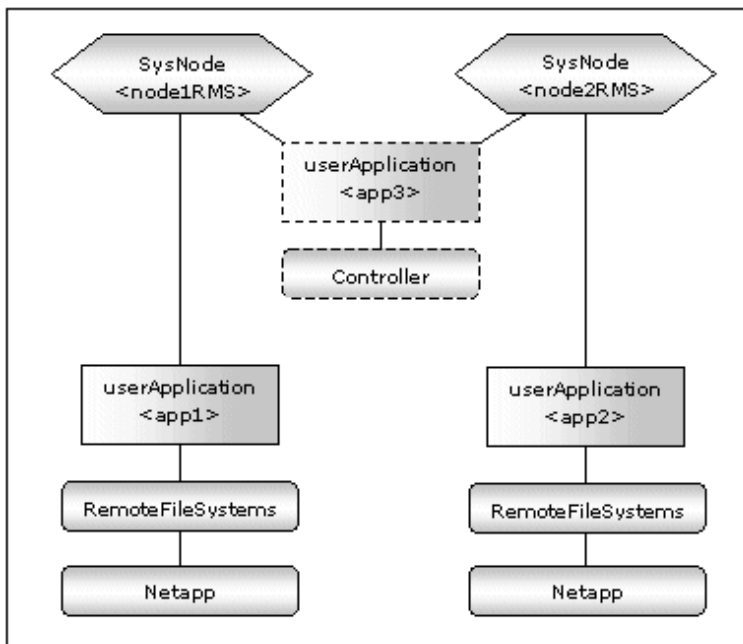 SysNode
<node1RMS>
SysNode
<node2RMS>
userApplication
<app3>
Controller
userApplication
<app1>
userApplication
<app2>
RemoteFileSystems
RemoteFileSystems
Netapp
Netapp